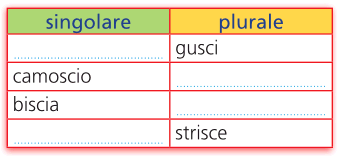 singolare plurale
gusci
camoscio
biscia
strisce